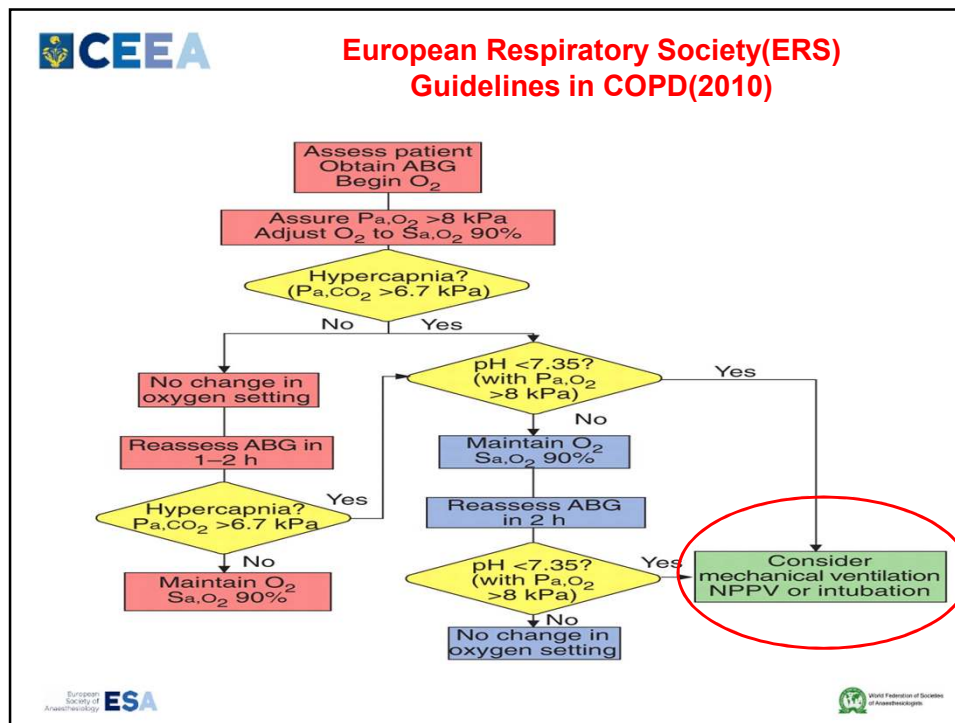 CEEA
European Respiratory Society(ERS)
Guidelines in COPD(2010)
Assess patient
Obtain ABG
Begin O₂
Assure Pa,O₂ >8 kPa
Adjust O₂ to Sa,O₂ 90%
Hypercapnia?
(Pa,CO₂ >6.7 kPa)
No
Yes
No change in
oxygen setting
Reassess ABG in
1–2 h
Hypercapnia?
Pa,CO₂ >6.7 kPa
Yes
No
Maintain O₂
Sa,O₂ 90%
pH <7.35?
(with Pa,O₂
>8 kPa)
Yes
No
Maintain O₂
Sa,O₂ 90%
Reassess ABG
in 2 h
pH <7.35?
(with Pa,O₂
>8 kPa)
Yes
No
No change in
oxygen setting
Consider
mechanical ventilation
NPPV or intubation
European
Society of
Anaesthesiology
ESA
World Federation of Societies
of Anaesthesiologists